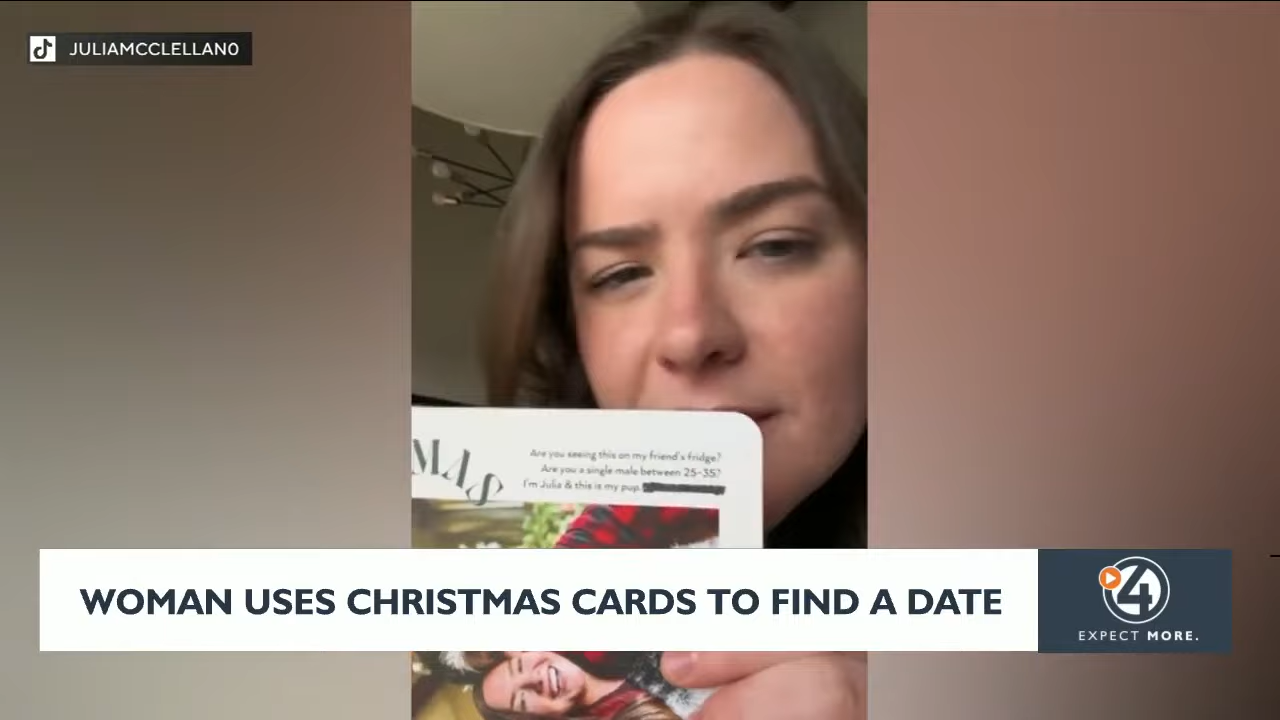 JULIAMCCLELLAN0
MAS
Are you seeing this on my friend's fridge?
Are you a single male between 25-35?
I'm Julia & this is my pup.
WOMAN USES CHRISTMAS CARDS TO FIND A DATE
4
EXPECT MORE.